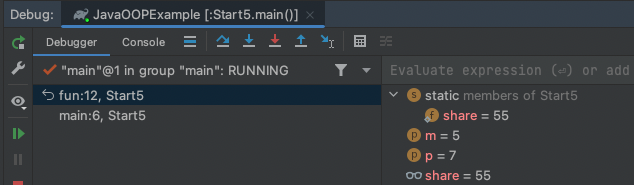 Debug: JavaOOPExample [:Start5.main()]
Debugger Console
"main"@1 in group "main": RUNNING
Evaluate expression (⏎) or add
fun:12, Start5
main:6, Start5
static members of Start5
share = 55
m = 5
p = 7
share = 55